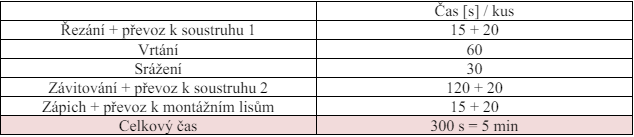 Čas [s] / kus
Řezání + převoz k soustruhu 1 15 + 20
Vrtání 60
Srážení 30
Závitování + převoz k soustruhu 2 120 + 20
Zápich + převoz k montážním lisům 15 + 20
Celkový čas 300 s = 5 min